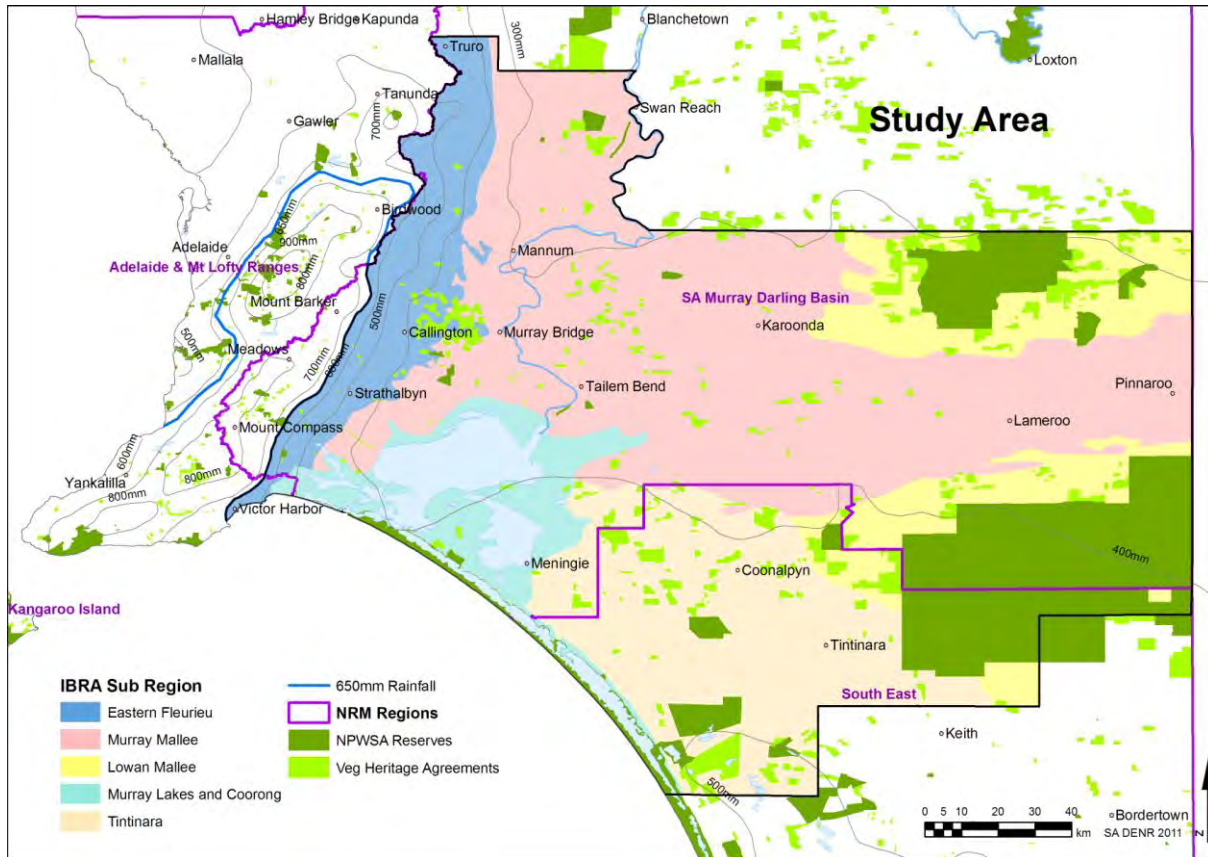 Hamley Bridge
Kapunda
Blanchetown
Mallala
Truro
300mm
Loxton
Tanunda
700mm
Gawler
Swan Reach
Study Area
Birdwood
900mm
Adelaide
Mannum
Adelaide & Mt Lofty Ranges
800mm
SA Murray Darling Basin
Mount Barker
500mm
Karoonda
Callington
Murray Bridge
500mm
Meadows
700mm
Tailem Bend
Pinnaroo
Strathalbyn
Lameroo
Mount Compass
600mm
Yankalilla
800mm
800mm
Victor Harbor
400mm
Meningie
Coonalpyn
Kangaroo Island
Tintinara
South East
Keith
500mm
IBRA Sub Region
Eastern Fleurieu
Murray Mallee
Lowan Mallee
Murray Lakes and Coorong
Tintinara
650mm Rainfall
NRM Regions
NPWSA Reserves
Veg Heritage Agreements
0 5 10 20 30 40
km
Bordertown
SA DENR 2011
N